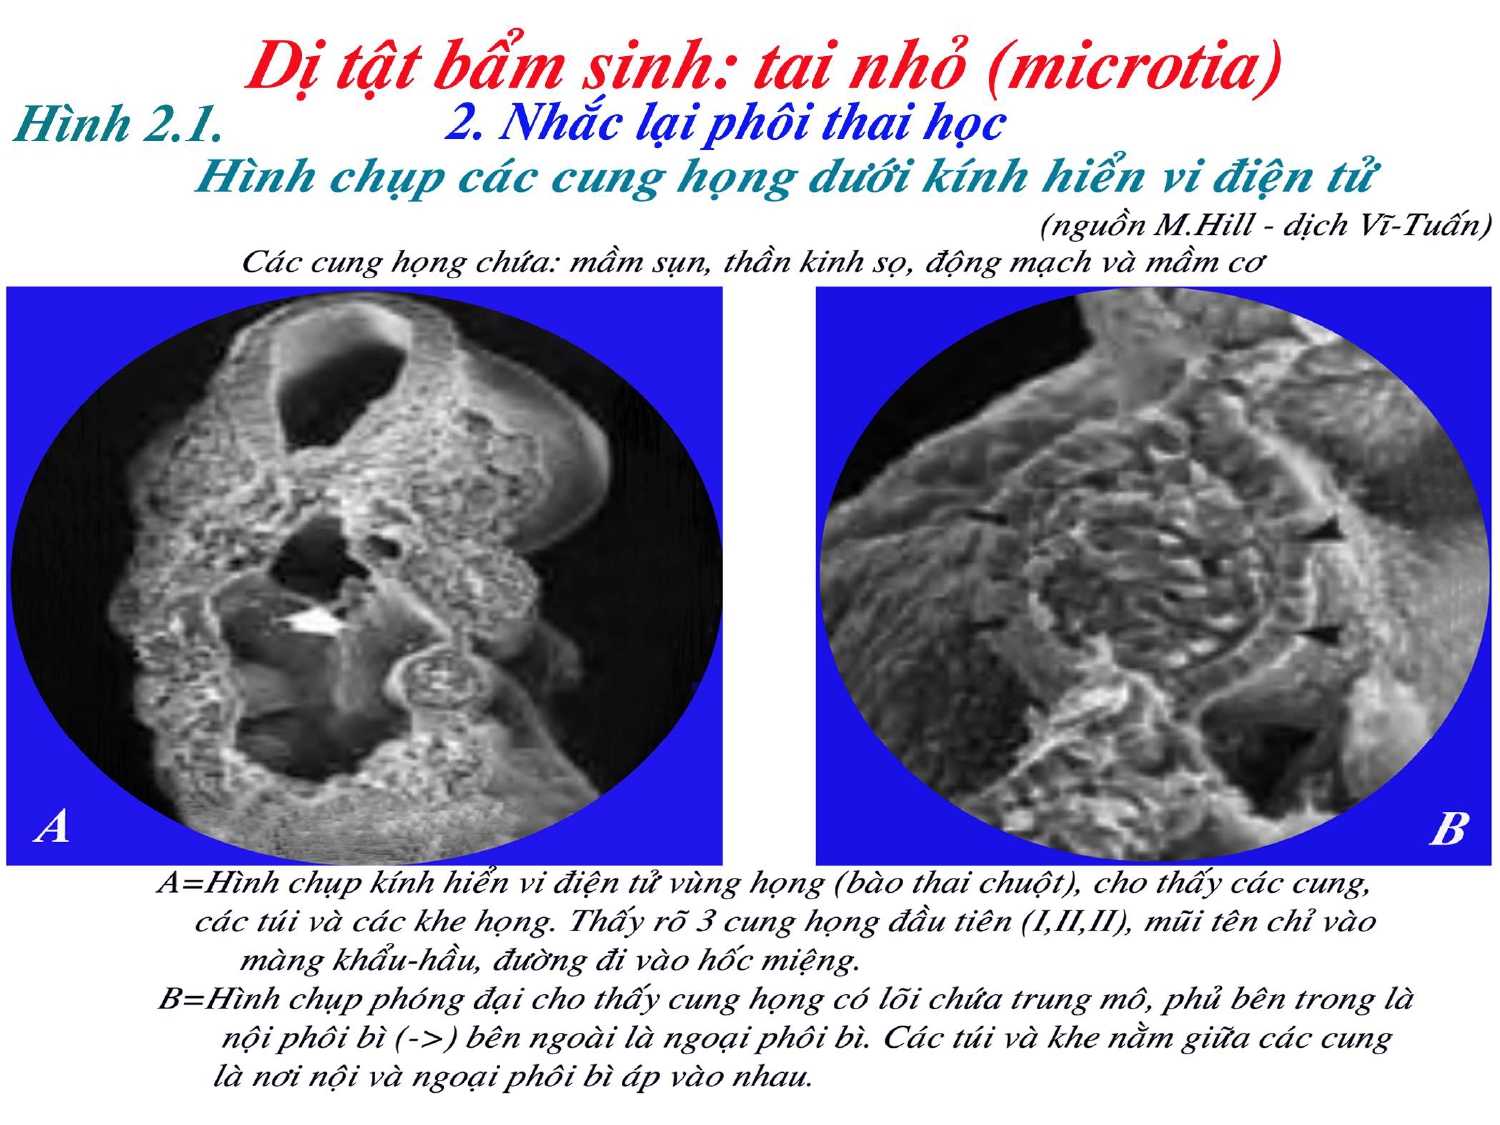 Dị tật bẩm sinh: tai nhỏ (microtia)
Hình 2.1. 2. Nhắc lại phôi thai học
Hình chụp các cung họng dưới kính hiển vi điện tử
(nguồn M.Hill - dịch Vĩ-Tuấn)
Các cung họng chứa: mầm sụn, thần kinh sọ, động mạch và mầm cơ
A B
A=Hình chụp kính hiển vi điện tử vùng họng (bào thai chuột), cho thấy các cung,
các túi và các khe họng. Thấy rõ 3 cung họng đầu tiên (I,II,II), mũi tên chỉ vào
màng khẩu-hầu, đường đi vào hốc miệng.
B=Hình chụp phóng đại cho thấy cung họng có lõi chứa trung mô, phủ bên trong là
nội phôi bì (->) bên ngoài là ngoại phôi bì. Các túi và khe nằm giữa các cung
là nơi nội và ngoại phôi bì áp vào nhau.